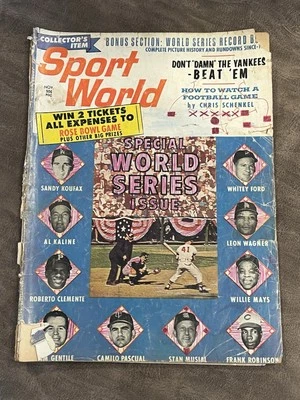 COLLECTOR'S
ITEM
BONUS SECTION: WORLD SERIES RECORD
COMPLETE PICTURE HISTORY AND RUNDOWNS SINCE
Sport
World
NOV.
DON'T 'DAMN' THE YANKEES
-BEAT 'EM
HOW TO WATCH A
FOOTBALL GAME
by CHRIS SCHENKEL
XXXXXX
WIN 2 TICKETS
ALL EXPENSES TO
ROSE BOWL GAME
PLUS OTHER BIG PRIZES
SPECIAL
WORLD
SERIES
ISSUE
41
SANDY KOUFAX
WHITEY FORD
AL KALINE
LEON WAGNER
ROBERTO CLEMENTE
WILLIE MAYS
GENTILE
CAMILO PASCUAL
STAN MUSIAL
FRANK ROBINSON